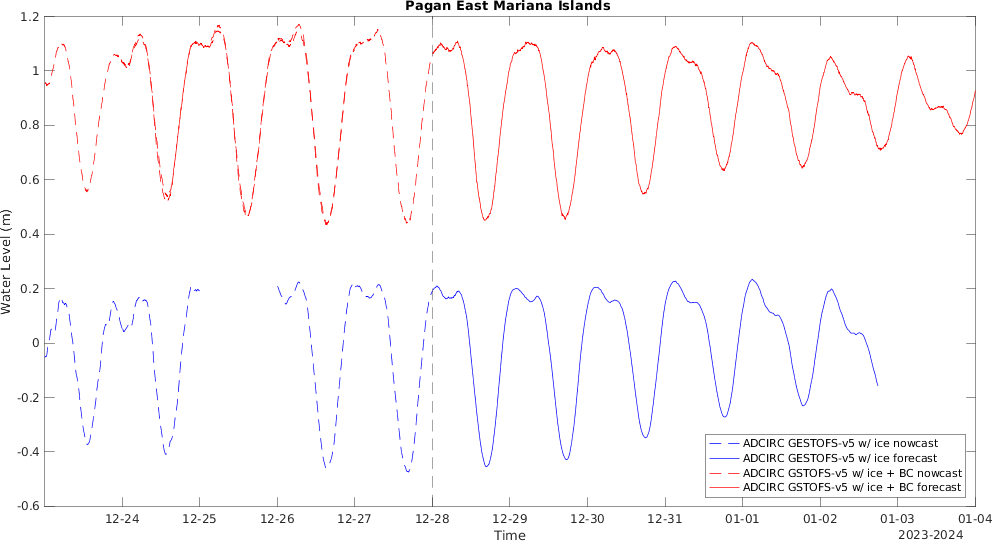 Pagan East Mariana Islands
1.2
1
0.8
0.6
0.4
0.2
0
-0.2
-0.4
-0.6
Water Level (m)
12-24 12-25 12-26 12-27 12-28 12-29 12-30 12-31 01-01 01-02 01-03 01-04
Time
2023-2024
ADCIRC GESTOFS-v5 w/ ice nowcast
ADCIRC GESTOFS-v5 w/ ice forecast
ADCIRC GSTOFS-v5 w/ ice + BC nowcast
ADCIRC GSTOFS-v5 w/ ice + BC forecast